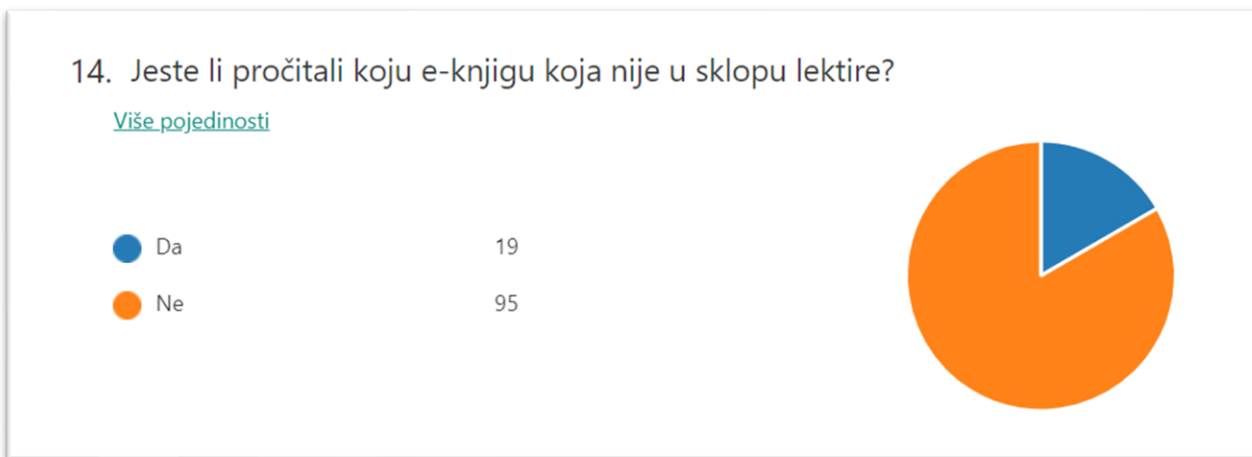 14. Jeste li pročitali koju e-knjigu koja nije u sklopu lektire?
Više pojedinosti
Da 19
Ne 95